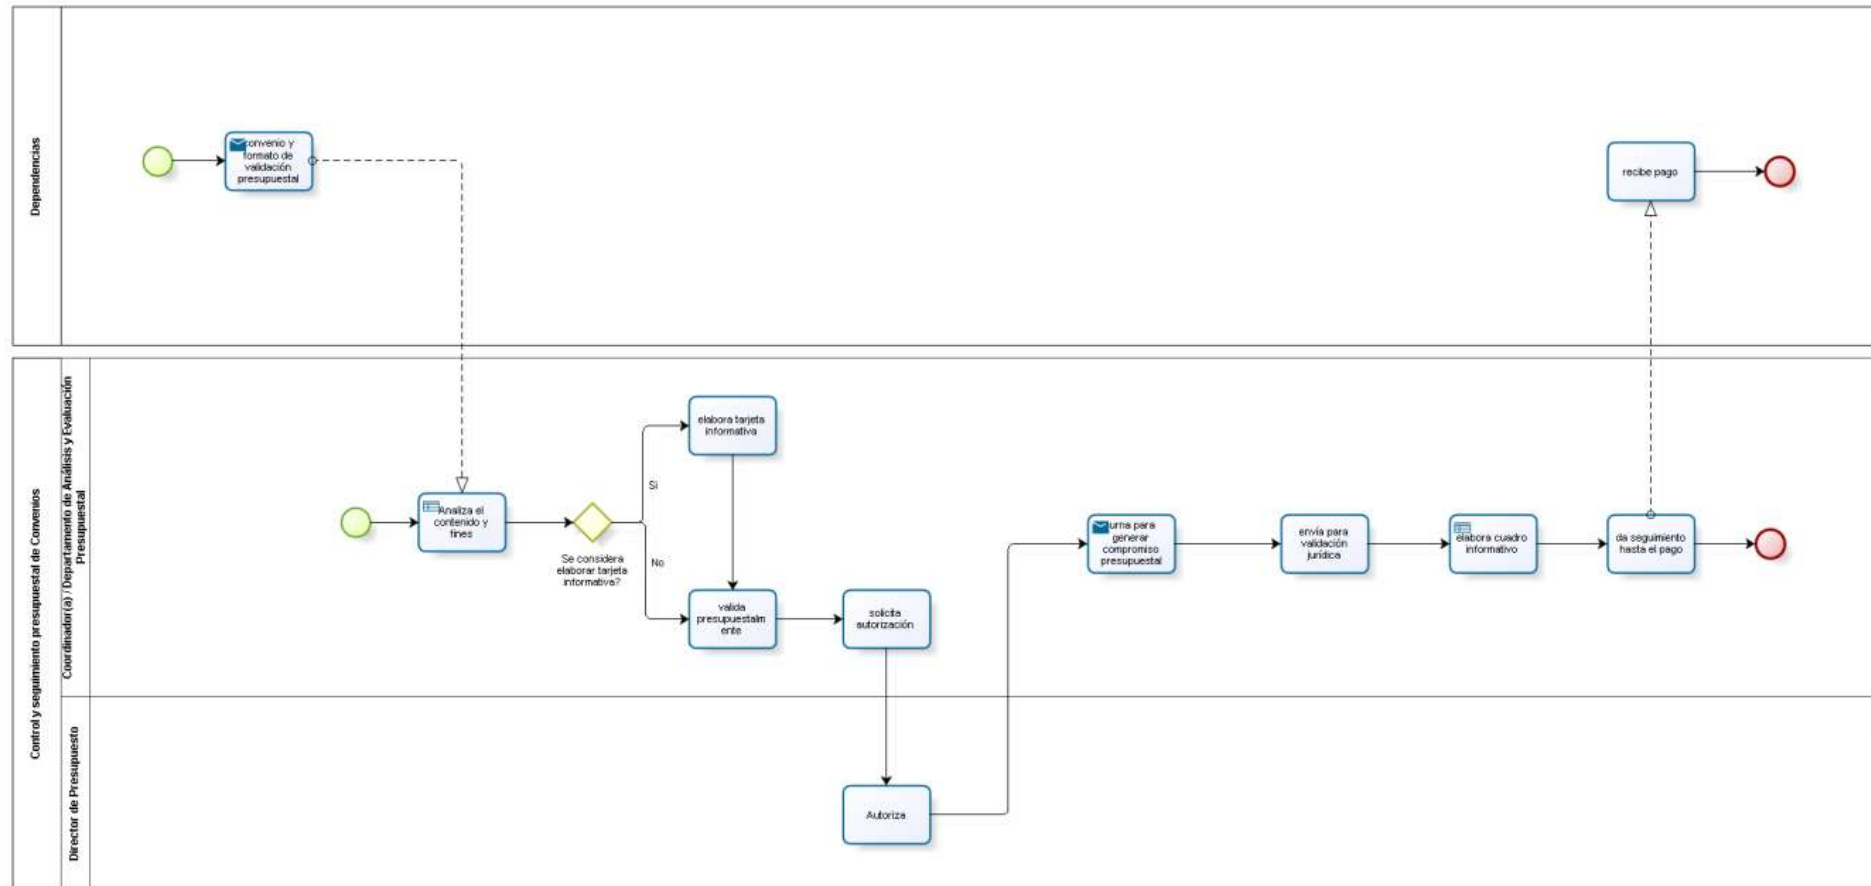 Dependencias
convenio y
formato de
validación
presupuestal
recibe pago
Control y seguimiento presupuestal de Convenios
Coordinador(a) / Departamento de Análisis y Evaluación
Presupuestal
elabora tarjeta
informativa
Si
Analiza el
contenido y
fines
Se considera
elaborar tarjeta
informativa?
No
valida
presupuestalm
ente
solicita
autorización
para
generar
compromiso
presupuestal
envía para
validación
jurídica
elabora cuadro
informativo
da seguimiento
hasta el pago
Director de Presupuesto
Autoriza